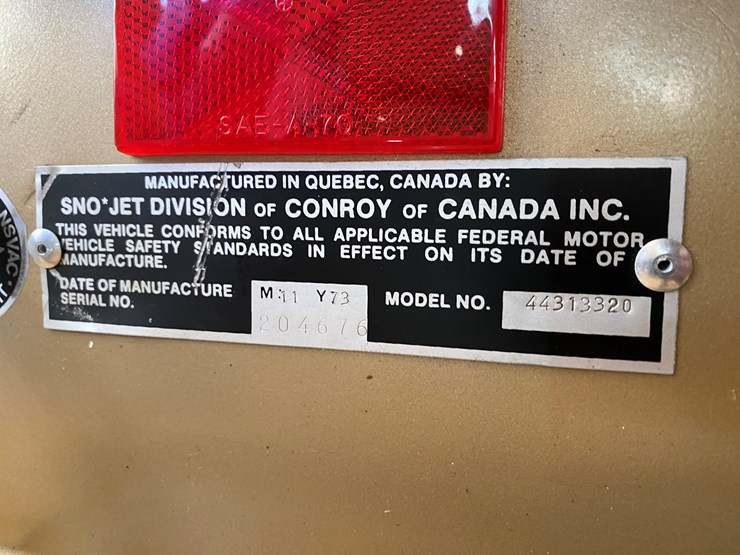 SAE-A-70
MANUFACTURED IN QUEBEC, CANADA BY:
SNO*JET DIVISION OF CONROY OF CANADA INC.
THIS VEHICLE CONFORMS TO ALL APPLICABLE FEDERAL MOTOR
VEHICLE SAFETY STANDARDS IN EFFECT ON ITS DATE OF
MANUFACTURE.
DATE OF MANUFACTURE M.11 Y73
SERIAL NO. 204676
MODEL NO. 44313320
NSVAC